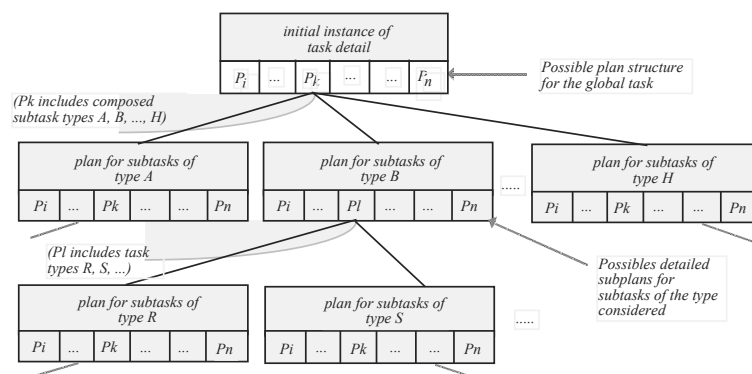 initial instance of
task detail
Pi ... Pk ... ... Pn
Possible plan structure
for the global task
(Pk includes composed
subtask types A, B, ..., H)
plan for subtasks of
type A
Pi ... Pk ... ... Pn
plan for subtasks of
type B
Pi ... Pl ... ... Pn
.....
plan for subtasks of
type H
Pi ... Pk ... ... Pn
(Pl includes task
types R, S, ...)
Possibles detailed
subplans for
subtasks of the type
considered
plan for subtasks of
type R
Pi ... Pk ... ... Pn
plan for subtasks of
type S
Pi ... Pk ... ... Pn
.....